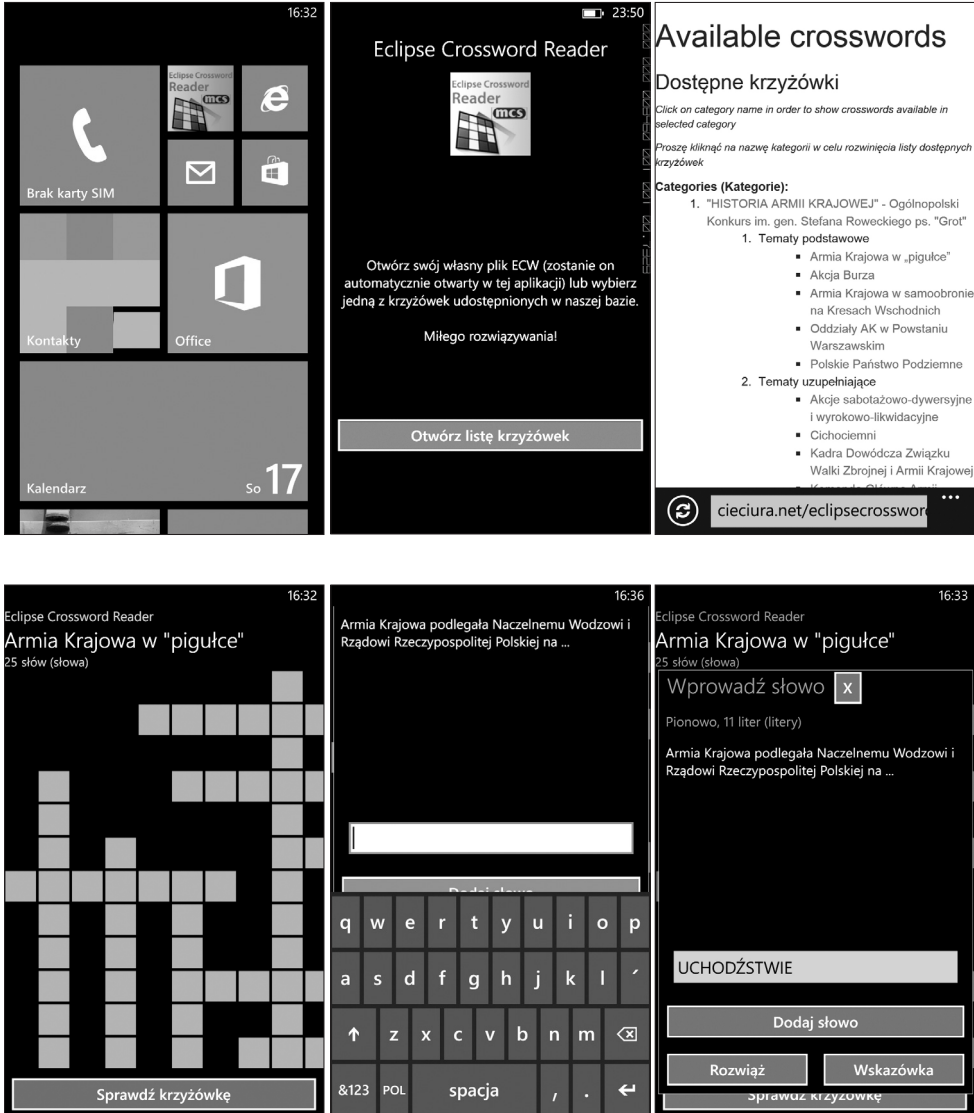 16:32
Eclipse Crossword
Reader
mcs
Brak karty SIM
Kontakty
Office
Kalendarz
So 17
23:50
Eclipse Crossword Reader
Eclipse Crossword
Reader
mcs
Otwórz swój własny plik ECW (zostanie on
automatycznie otwarty w tej aplikacji) lub wybierz
jedną z krzyżówek udostępnionych w naszej bazie.
Miłego rozwiązywania!
Otwórz listę krzyżówek
Available crosswords
Dostępne krzyżówki
Click on category name in order to show crosswords available in
selected category
Proszę kliknąć na nazwę kategorii w celu rozwinięcia listy dostępnych
krzyżówek
Categories (Kategorie):
1. "HISTORIA ARMII KRAJOWEJ" - Ogólnopolski
Konkurs im. gen. Stefana Roweckiego ps. "Grot"
1. Tematy podstawowe
▪ Armia Krajowa w „pigułce”
▪ Akcja Burza
▪ Armia Krajowa w samoobronie
na Kresach Wschodnich
▪ Oddziały AK w Powstaniu
Warszawskim
▪ Polskie Państwo Podziemne
2. Tematy uzupełniające
▪ Akcje sabotażowo-dywersyjne
i wyrokowo-likwidacyjne
▪ Cichociemni
▪ Kadra Dowódcza Związku
Walki Zbrojnej i Armii Krajowej
cieciura.net/eclipsecrossword
16:32
Eclipse Crossword Reader
Armia Krajowa w "pigułce"
25 słów (słowa)
Sprawdź krzyżówkę
16:36
Armia Krajowa podlegała Naczelnemu Wodzowi i
Rządowi Rzeczypospolitej Polskiej na ...
Dodaj słowo
q w e r t y u i o p
a s d f g h j k l ´
z x c v b n m
&123 POL spacja , .
16:33
Eclipse Crossword Reader
Armia Krajowa w "pigułce"
25 słów (słowa)
Wprowadź słowo x
Pionowo, 11 liter (litery)
Armia Krajowa podlegała Naczelnemu Wodzowi i
Rządowi Rzeczypospolitej Polskiej na ...
UCHODŹSTWIE
Dodaj słowo
Rozwiąż Wskazówka
Sprawdź krzyżówkę